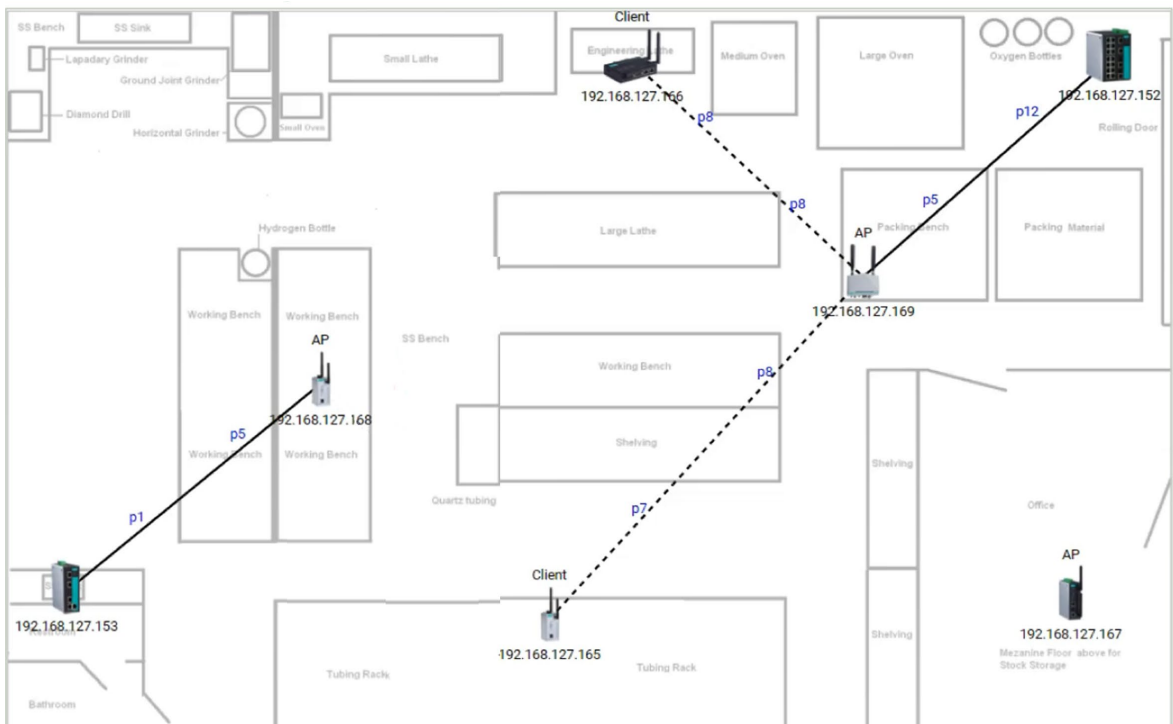 SS Bench
SS Sink
Lapadary Grinder
Ground Joint Grinder
Diamond Drill
Horizontal Grinder
Small Oven
Small Lathe
Client
Engineering Lathe
192.168.127.166
Medium Oven
Large Oven
Oxygen Bottles
192.168.127.152
Rolling Door
p8
p12
p8
p5
Large Lathe
AP
Packing Bench
Packing Material
192.168.127.169
Hydrogen Bottle
Working Bench
Working Bench
SS Bench
AP
192.168.127.168
Working Bench
p8
p5
Working Bench
Working Bench
Shelving
Shelving
Quartz tubing
p1
p7
Office
192.168.127.153
Restroom
Bathroom
Client
192.168.127.165
Tubing Rack
Tubing Rack
Shelving
AP
192.168.127.167
Mezanine Floor above for
Stock Storage